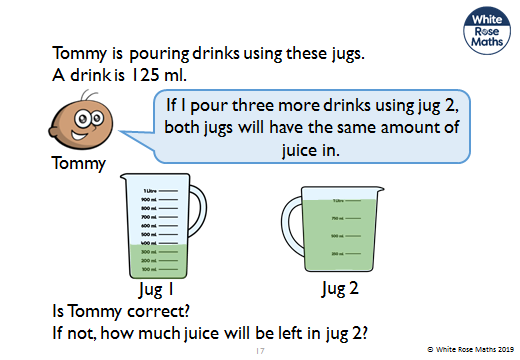 White
Rose
Maths
Tommy is pouring drinks using these jugs.
A drink is 125 ml.
If I pour three more drinks using jug 2,
both jugs will have the same amount of
juice in.
Tommy
1 Litre
900 ml
800 ml
700 ml
600 ml
500 ml
400 ml
300 ml
200 ml
100 ml
1 Litre
750 ml
500 ml
250 ml
Jug 1
Jug 2
Is Tommy correct?
If not, how much juice will be left in jug 2?
17
© White Rose Maths 2019